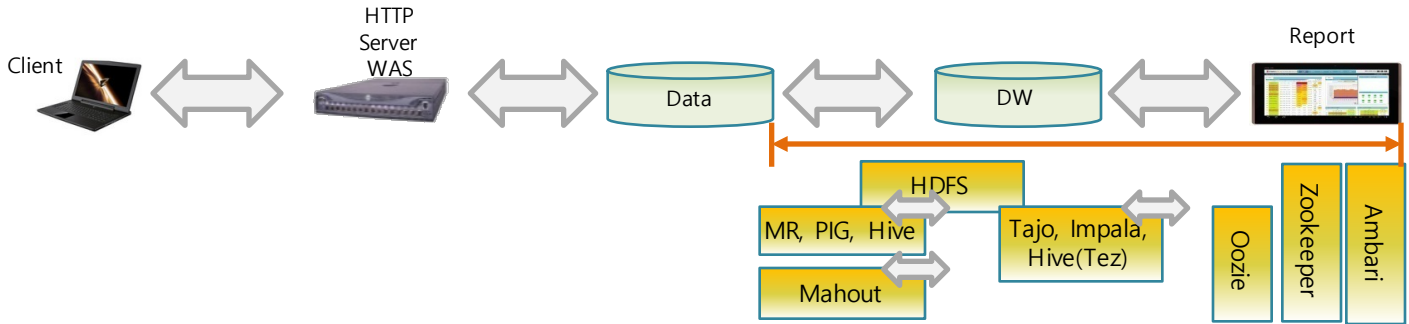 HTTP
Server
WAS
Client
Report
Data
DW
HDFS
MR, PIG, Hive
Tajo, Impala,
Hive(Tez)
Mahout
Oozie
Zookeeper
Ambari